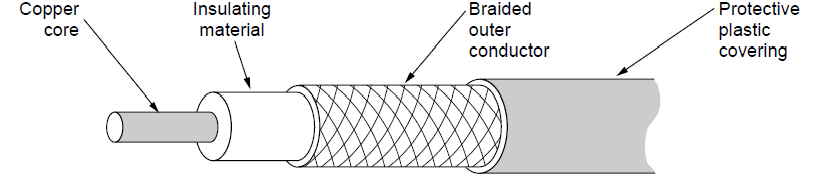 Copper
core
Insulating
material
Braided
outer
conductor
Protective
plastic
covering